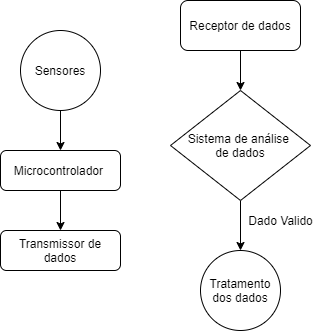 Sensores
Microcontrolador
Transmissor de
dados
Receptor de dados
Sistema de análise
de dados
Dado Valido
Tratamento
dos dados